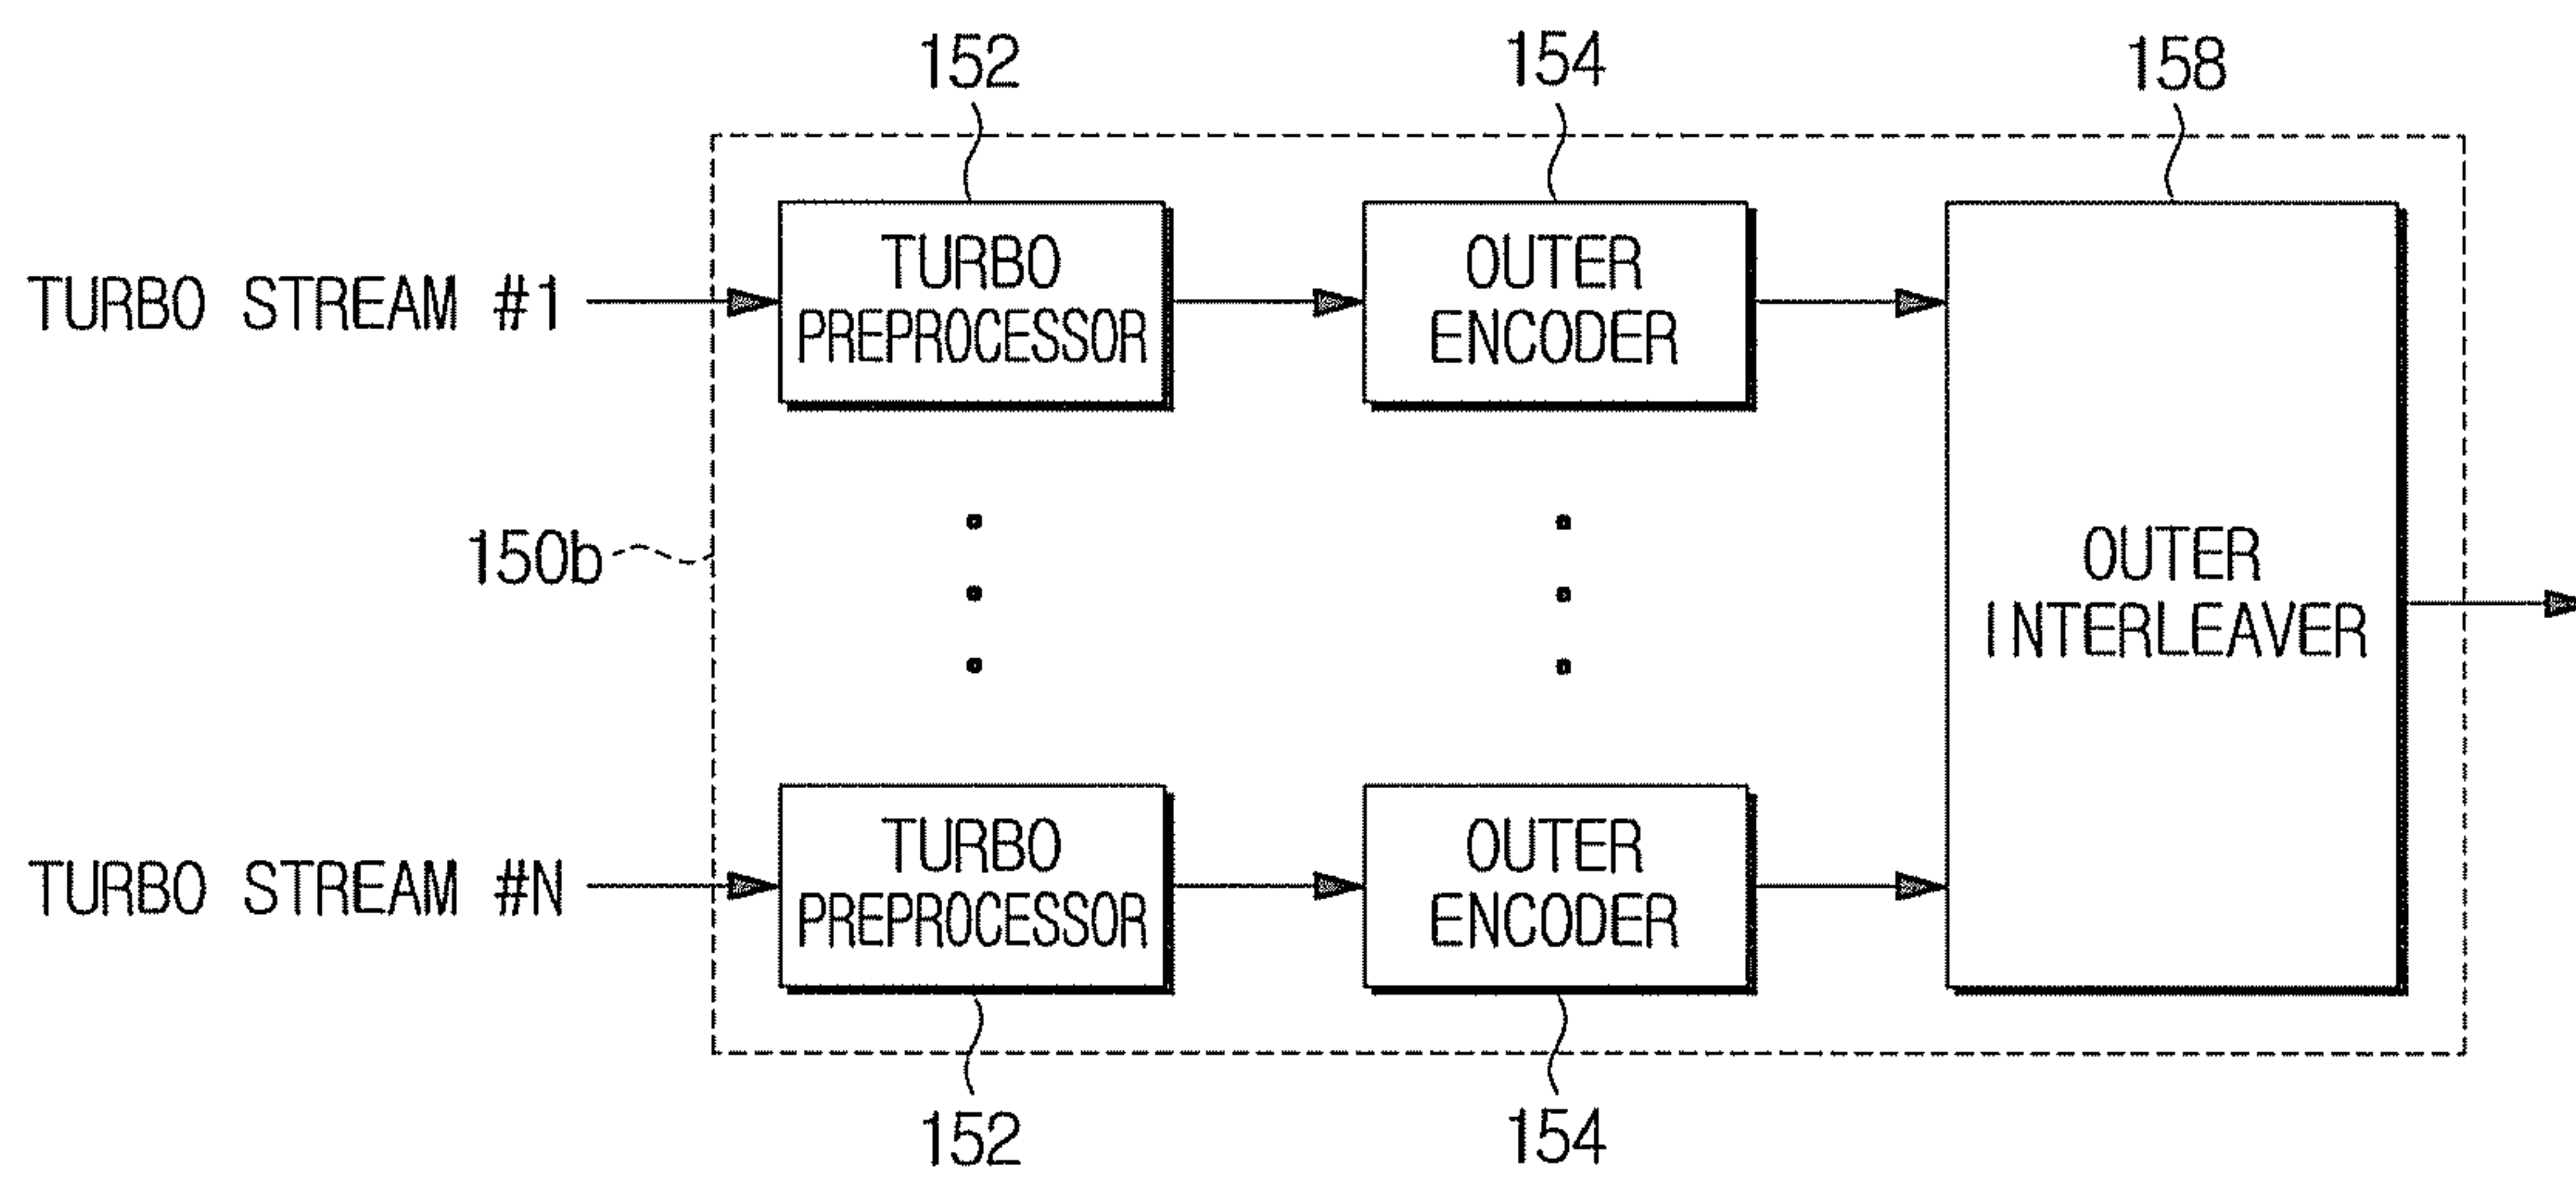 152
154
158
TURBO STREAM #1
TURBO
PREPROCESSOR
OUTER
ENCODER
150b
OUTER
INTERLEAVER
TURBO STREAM #N
TURBO
PREPROCESSOR
OUTER
ENCODER
152
154